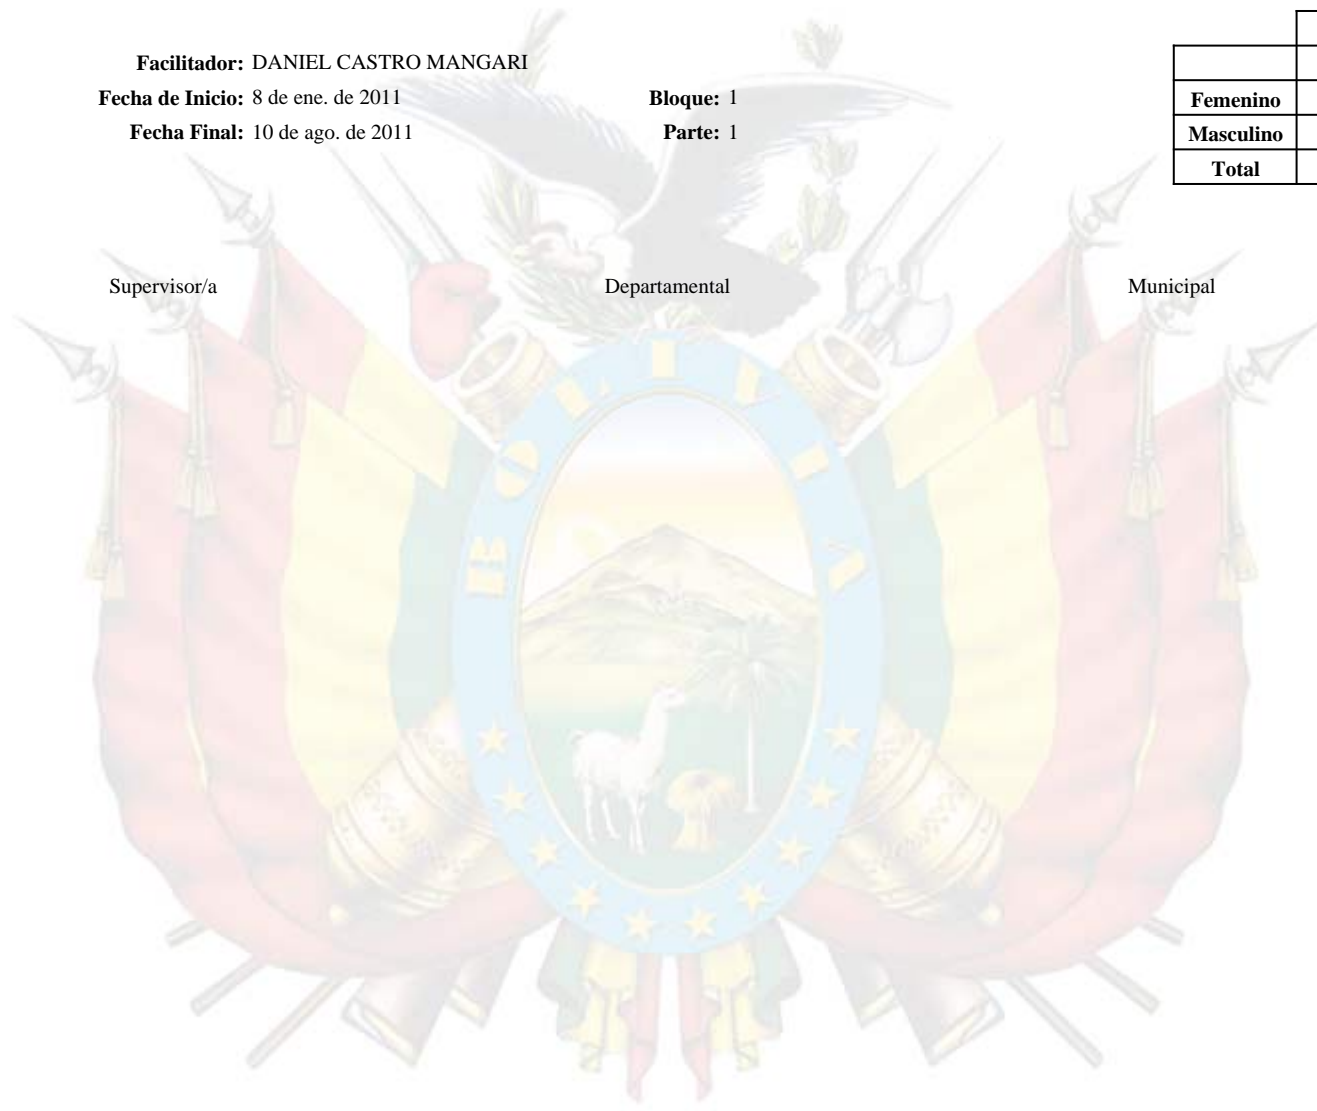 Facilitador: DANIEL CASTRO MANGARI
Fecha de Inicio: 8 de ene. de 2011 Bloque: 1
Fecha Final: 10 de ago. de 2011 Parte: 1
Femenino
Masculino
Total
Supervisor/a Departamental Municipal
BOLIVIA